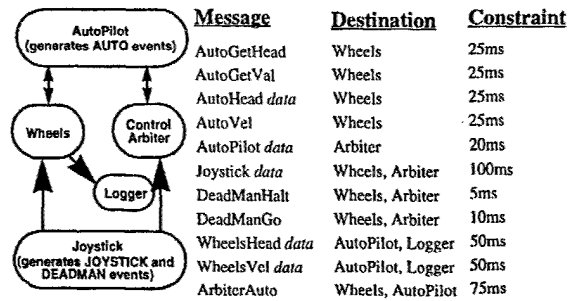 AutoPilot
(generates AUTO events)
Wheels
Control
Arbiter
Logger
Joystick
(generates JOYSTICK and
DEADMAN events)
Message Destination Constraint
AutoGetHead Wheels 25ms
AutoGetVal Wheels 25ms
AutoHead data Wheels 25ms
AutoVel Wheels 25ms
AutoPilot data Arbiter 20ms
Joystick data Wheels, Arbiter 100ms
DeadManHalt Wheels, Arbiter 5ms
DeadManGo Wheels, Arbiter 10ms
WheelsHead data AutoPilot, Logger 50ms
WheelsVel data AutoPilot, Logger 50ms
ArbiterAuto Wheels, AutoPilot 75ms